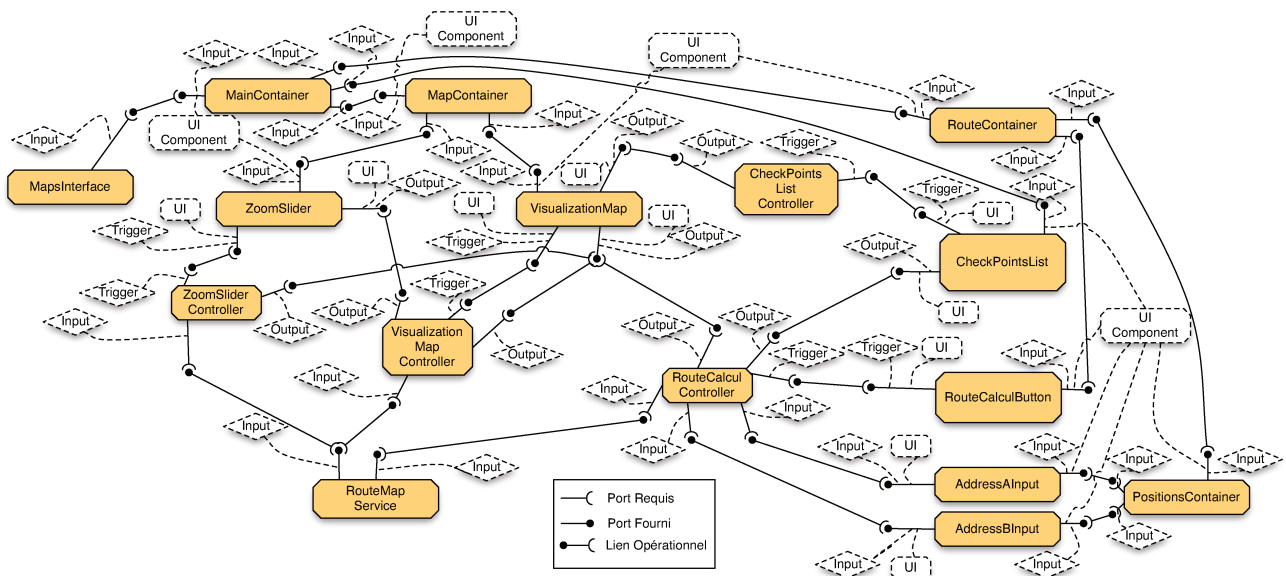 UI
Component
Input
Input
Input
UI
Component
MainContainer
MapContainer
Input
Input
Input
Input
Input
Input
Output
RouteContainer
UI
Component
Input
Output
Trigger
Input
Input
MapsInterface
Input
UI
CheckPoints
List
Controller
UI
Output
Trigger
Input
UI
ZoomSlider
UI
VisualizationMap
UI
UI
Trigger
Trigger
Output
Output
CheckPointsList
Trigger
Trigger
ZoomSlider
Controller
Input
Output
Output
Visualization
Map
Controller
Output
Output
Output
UI
UI
Component
Trigger
Trigger
UI
Input
Input
Input
RouteCalcul
Controller
RouteCalculButton
Input
Input
Input
Input
UI
Input
Input
Input
Input
AddressAInput
PositionsContainer
RouteMap
Service
Port Requis
Port Fourni
Lien Opérationnel
AddressBInput
Input
Input
UI
Input